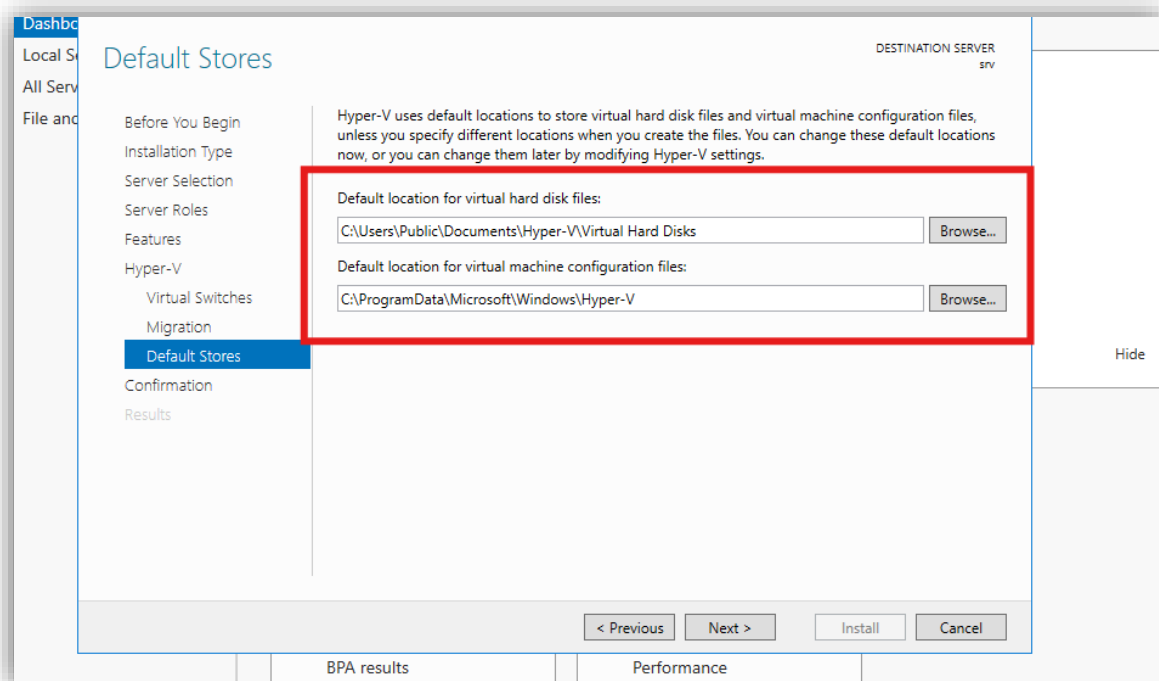 Dashbo
Local Se
All Serv
File and
Default Stores
DESTINATION SERVER
srv
Before You Begin
Installation Type
Server Selection
Server Roles
Features
Hyper-V
Virtual Switches
Migration
Default Stores
Confirmation
Results
Hyper-V uses default locations to store virtual hard disk files and virtual machine configuration files,
unless you specify different locations when you create the files. You can change these default locations
now, or you can change them later by modifying Hyper-V settings.
Default location for virtual hard disk files:
C:\Users\Public\Documents\Hyper-V\Virtual Hard Disks
Browse...
Default location for virtual machine configuration files:
C:\ProgramData\Microsoft\Windows\Hyper-V
Browse...
Hide
< Previous
Next >
Install
Cancel
BPA results
Performance